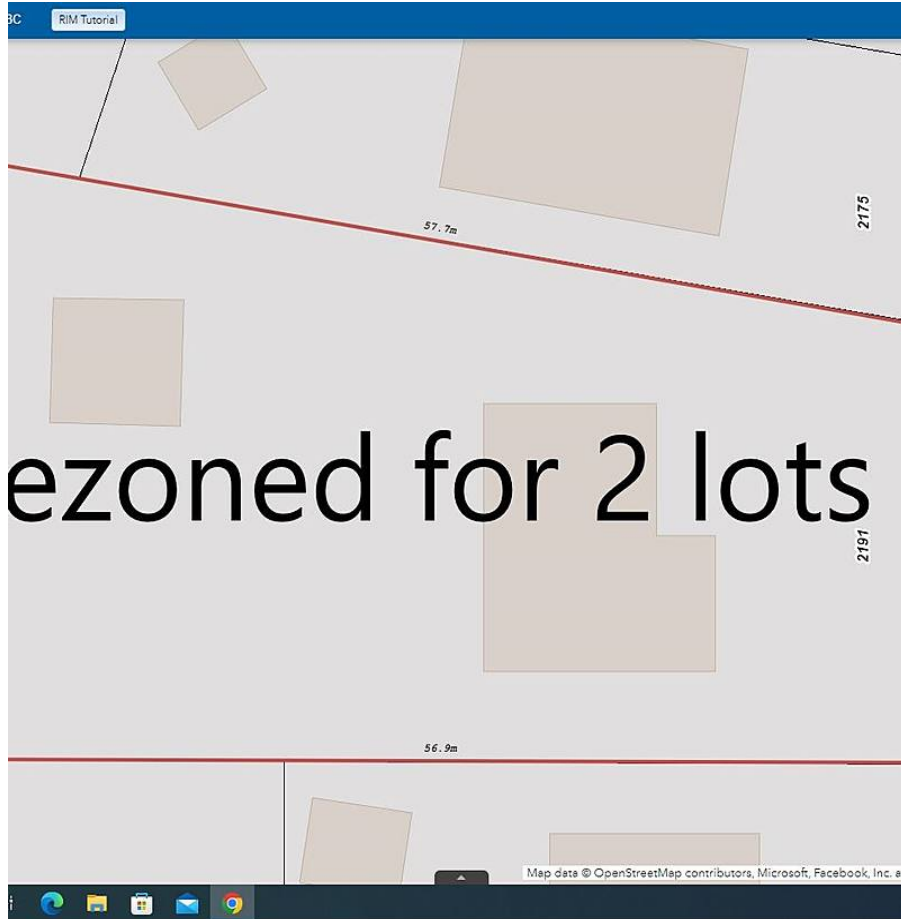 BC RIM Tutorial
57.7m
2175
ezoned for 2 lots
2191
56.9m
Map data © OpenStreetMap contributors, Microsoft, Facebook, Inc. a